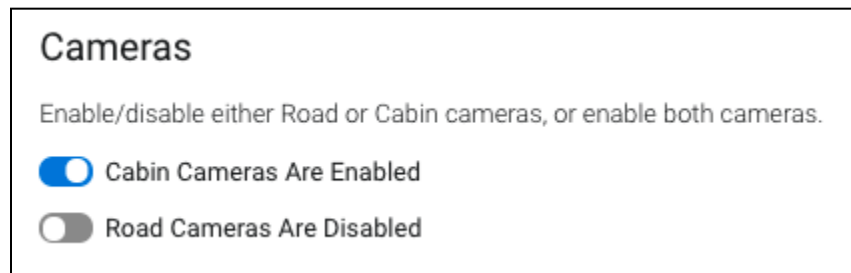 Cameras
Enable/disable either Road or Cabin cameras, or enable both cameras.
Cabin Cameras Are Enabled
Road Cameras Are Disabled